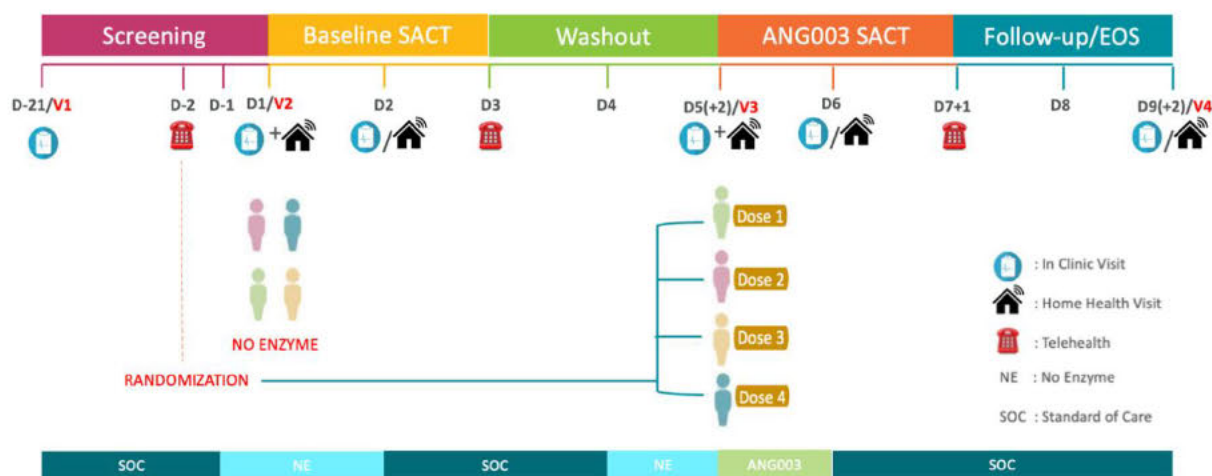 Screening Baseline SACT Washout ANG003 SACT Follow-up/EOS
D-21/V1 D-2 D-1 D1/V2 D2 D3 D4 D5(+2)/V3 D6 D7+1 D8 D9(+2)/V4
+ / + / /
Dose 1
Dose 2
Dose 3
Dose 4
NO ENZYME
RANDOMIZATION
: In Clinic Visit
: Home Health Visit
: Telehealth
NE : No Enzyme
SOC : Standard of Care
SOC NE SOC NE ANG003 SOC